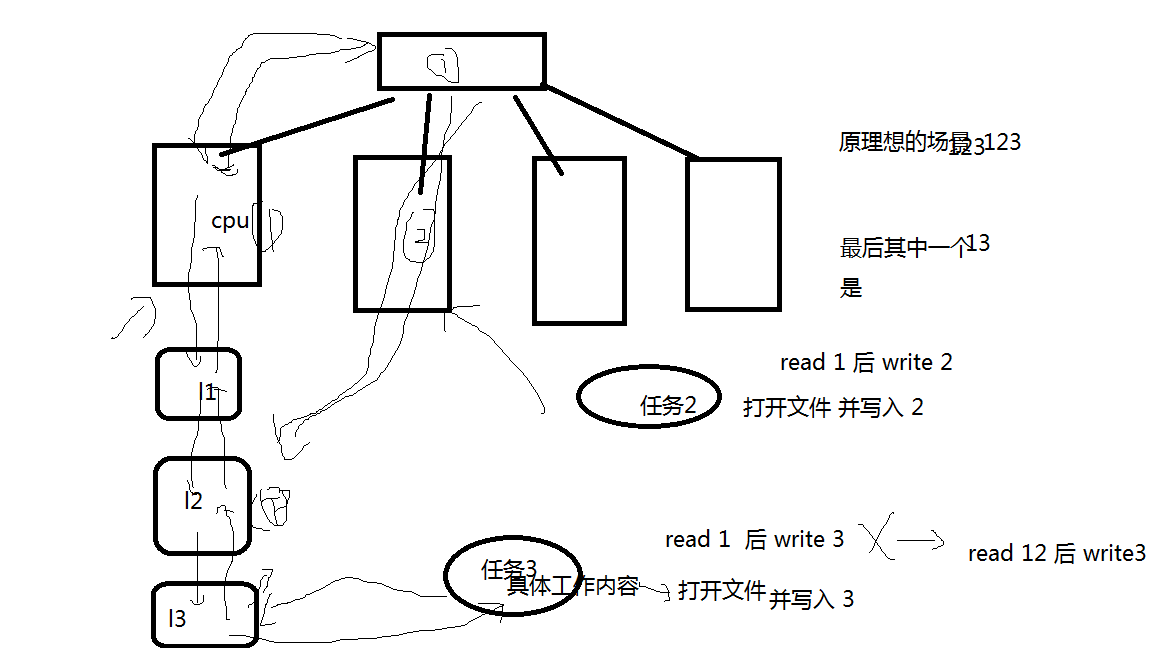 原理想的场景 123
123
cpu
最后其中一个 13
是
l1
read 1 后 write 2
任务2
打开文件 并写入 2
l2
read 1 后 write 3
read 12 后 write3
任务3
具体工作内容
打开文件 并写入 3
l3